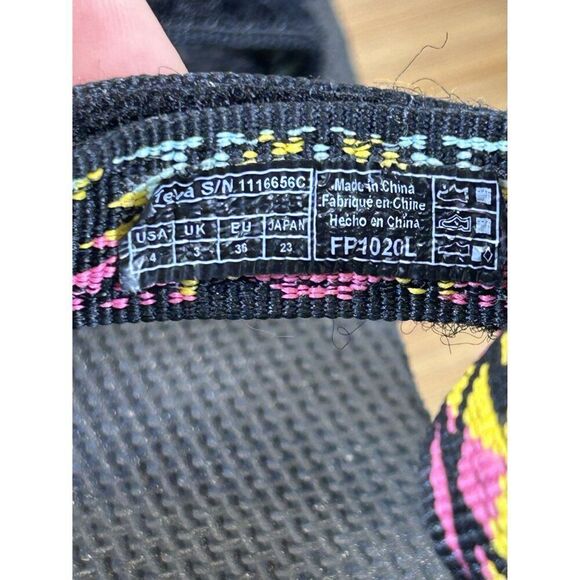 Teva S/N 1116656C
USA UK EU JAPAN
4 3 36 23
Made in China
Fabriqué en Chine
Hecho en China
FP1020L